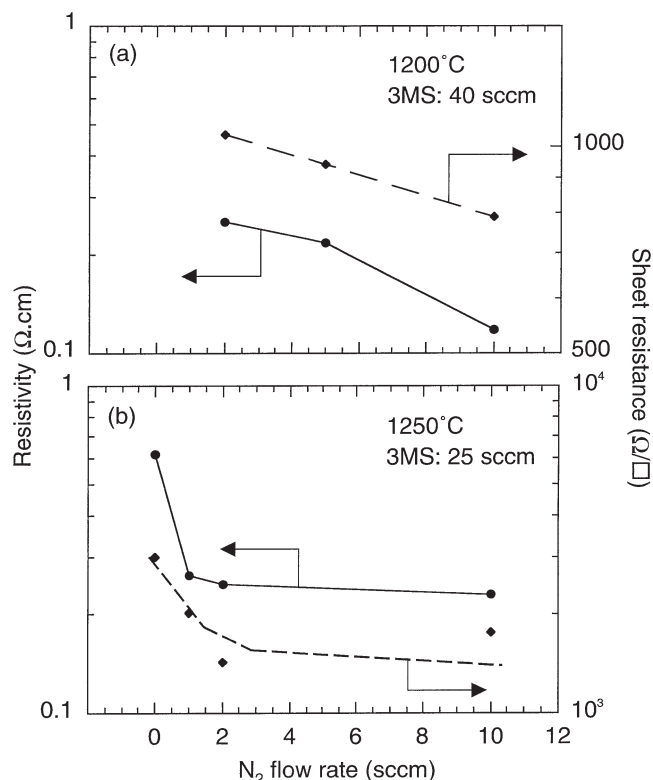 1
(a)
1200°C
3MS: 40 sccm
1000
0.1
500
Resistivity (Ω.cm)
Sheet resistance (Ω/□)
1
10⁴
(b)
1250°C
3MS: 25 sccm
0.1
10³
0 2 4 6 8 10 12
N₂ flow rate (sccm)